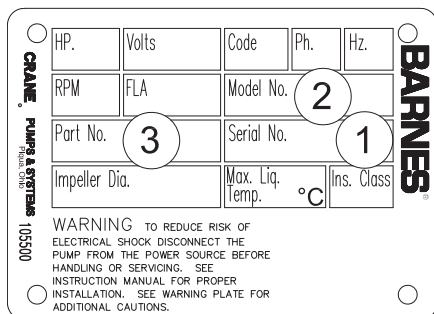 HP. Volts Code Ph. Hz.
RPM FLA Model No. 2
Part No. 3 Serial No. 1
Impeller Dia. Max. Liq. Temp. °C Ins. Class
WARNING TO REDUCE RISK OF
ELECTRICAL SHOCK DISCONNECT THE
PUMP FROM THE POWER SOURCE BEFORE
HANDLING OR SERVICING. SEE
INSTRUCTION MANUAL FOR PROPER
INSTALLATION. SEE WARNING PLATE FOR
ADDITIONAL CAUTIONS.
CRANE® PUMPS & SYSTEMS 105500
Piqua, Ohio
BARNES®